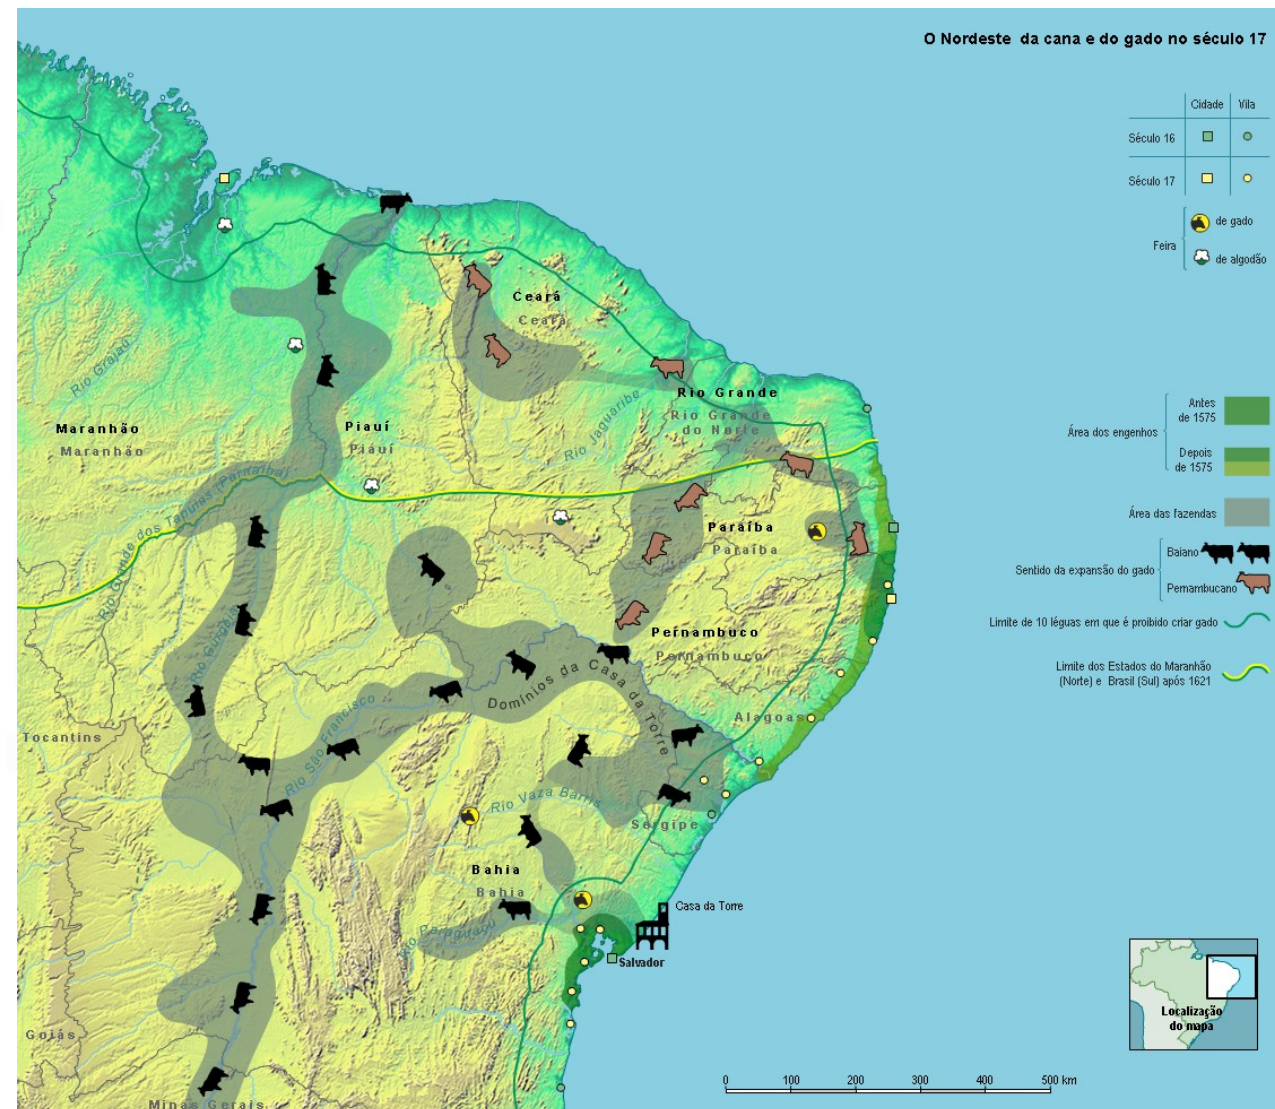 O Nordeste da cana e do gado no século 17
Cidade
Vila
Século 16
Século 17
Feira
de gado
de algodão
Antes
de 1575
Área dos engenhos
Depois
de 1575
Área das fazendas
Baiano
Sentido da expansão do gado
Pernambucano
Limite de 10 léguas em que é proibido criar gado
Limite dos Estados do Maranhão
(Norte) e Brasil (Sul) após 1621
Ceará
Ceará
Rio Grajaú
Rio Grande
Rio Grande
do Norte
Rio Jaguaribe
Maranhão
Maranhão
Piauí
Piauí
Rio Grande dos Tapuias (Parnaíba)
Paraíba
Paraíba
Rio Gurgéia
Pernambuco
Pernambuco
Domínios da Casa da Torre
Rio São Francisco
Alagoas
Tocantins
Rio Vaza Barris
Sergipe
Bahia
Bahia
Casa da Torre
Rio Paraguaçu
Salvador
Goiás
Minas Gerais
Localização
do mapa
0 100 200 300 400 500 km